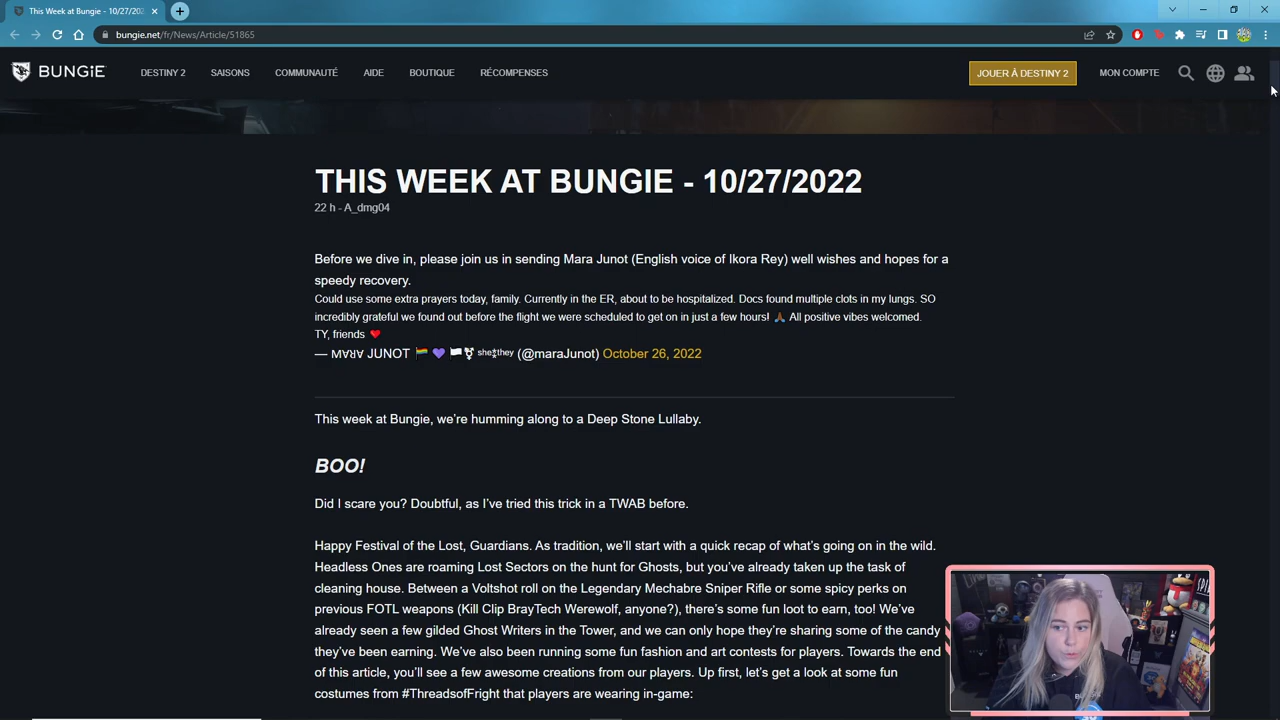 This Week at Bungie - 10/27/202
bungie.net/fr/News/Article/51865
BUNGiE
DESTINY 2
SAISONS
COMMUNAUTÉ
AIDE
BOUTIQUE
RÉCOMPENSES
JOUER À DESTINY 2
MON COMPTE
THIS WEEK AT BUNGIE - 10/27/2022
22 h - A_dmg04
Before we dive in, please join us in sending Mara Junot (English voice of Ikora Rey) well wishes and hopes for a
speedy recovery.
Could use some extra prayers today, family. Currently in the ER, about to be hospitalized. Docs found multiple clots in my lungs. SO
incredibly grateful we found out before the flight we were scheduled to get on in just a few hours! 🙏🏾 All positive vibes welcomed.
TY, friends ❤️
— M∀Я∀ JUNOT 🏳️‍🌈 💜 🏳️‍⚧️ (@maraJunot) October 26, 2022
This week at Bungie, we’re humming along to a Deep Stone Lullaby.
BOO!
Did I scare you? Doubtful, as I’ve tried this trick in a TWAB before.
Happy Festival of the Lost, Guardians. As tradition, we’ll start with a quick recap of what’s going on in the wild.
Headless Ones are roaming Lost Sectors on the hunt for Ghosts, but you’ve already taken up the task of
cleaning house. Between a Voltshot roll on the Legendary Mechabre Sniper Rifle or some spicy perks on
previous FOTL weapons (Kill Clip BrayTech Werewolf, anyone?), there’s some fun loot to earn, too! We’ve
already seen a few gilded Ghost Writers in the Tower, and we can only hope they’re sharing some of the candy
they’ve been earning. We’ve also been running some fun fashion and art contests for players. Towards the end
of this article, you’ll see a few awesome creations from our players. Up first, let’s get a look at some fun
costumes from #ThreadsofFright that players are wearing in-game: